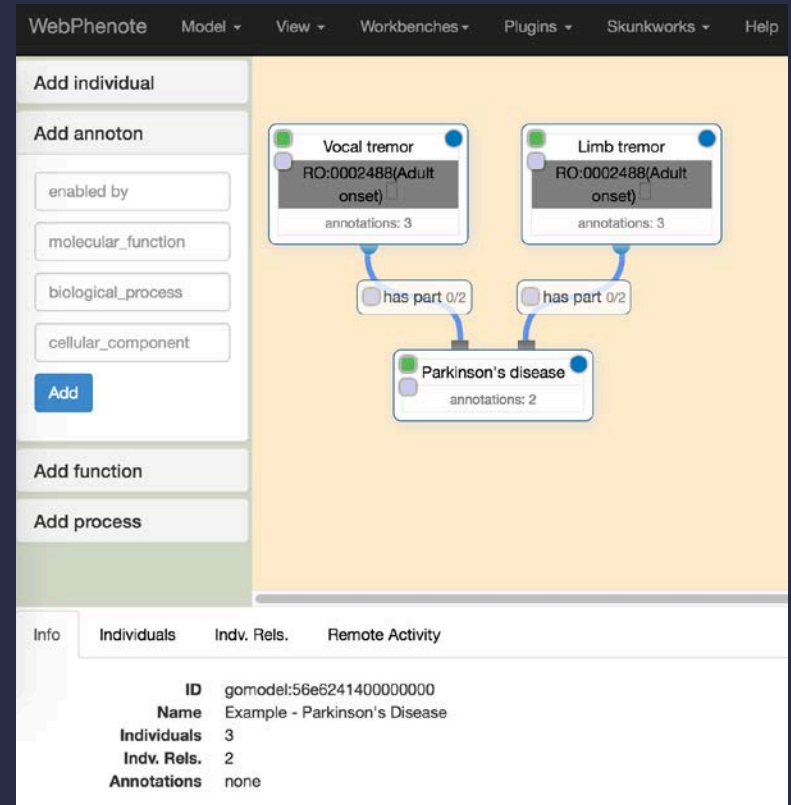 WebPhenote Model View Workbenches Plugins Skunkworks Help
Add individual
Add annoton
enabled by
molecular_function
biological_process
cellular_component
Add
Add function
Add process
Vocal tremor
RO:0002488(Adult
onset)
annotations: 3
Limb tremor
RO:0002488(Adult
onset)
annotations: 3
has part 0/2
has part 0/2
Parkinson's disease
annotations: 2
Info Individuals Indv. Rels. Remote Activity
ID gomodel:56e6241400000000
Name Example - Parkinson's Disease
Individuals 3
Indv. Rels. 2
Annotations none